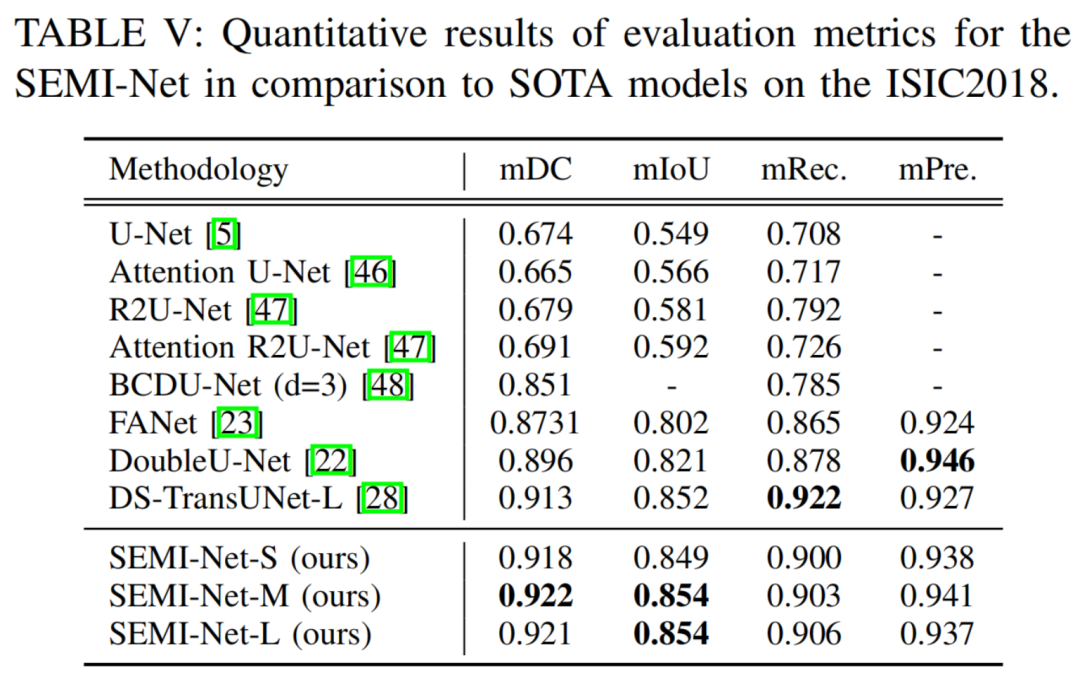 TABLE V: Quantitative results of evaluation metrics for the
SEMI-Net in comparison to SOTA models on the ISIC2018.
Methodology mDC mIoU mRec. mPre.
U-Net [5] 0.674 0.549 0.708 -
Attention U-Net [46] 0.665 0.566 0.717 -
R2U-Net [47] 0.679 0.581 0.792 -
Attention R2U-Net [47] 0.691 0.592 0.726 -
BCDU-Net (d=3) [48] 0.851 - 0.785 -
FANet [23] 0.8731 0.802 0.865 0.924
DoubleU-Net [22] 0.896 0.821 0.878 0.946
DS-TransUNet-L [28] 0.913 0.852 0.922 0.927
SEMI-Net-S (ours) 0.918 0.849 0.900 0.938
SEMI-Net-M (ours) 0.922 0.854 0.903 0.941
SEMI-Net-L (ours) 0.921 0.854 0.906 0.937